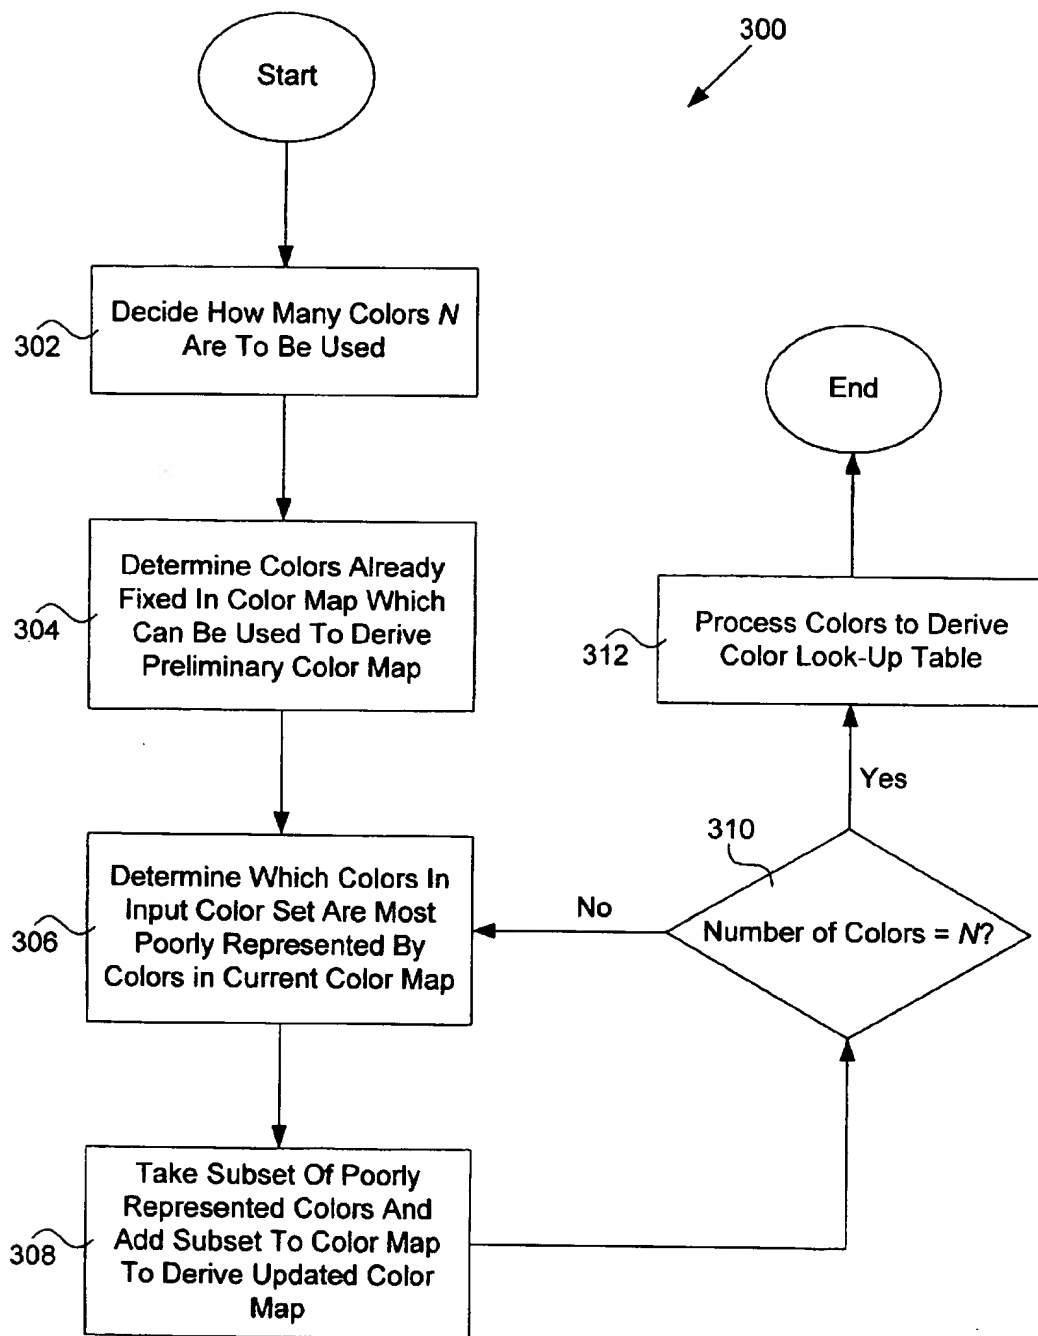 300
Start
302
Decide How Many Colors N
Are To Be Used
304
Determine Colors Already
Fixed In Color Map Which
Can Be Used To Derive
Preliminary Color Map
306
Determine Which Colors In
Input Color Set Are Most
Poorly Represented By
Colors in Current Color Map
308
Take Subset Of Poorly
Represented Colors And
Add Subset To Color Map
To Derive Updated Color
Map
310
Number of Colors = N?
No
Yes
312
Process Colors to Derive
Color Look-Up Table
End